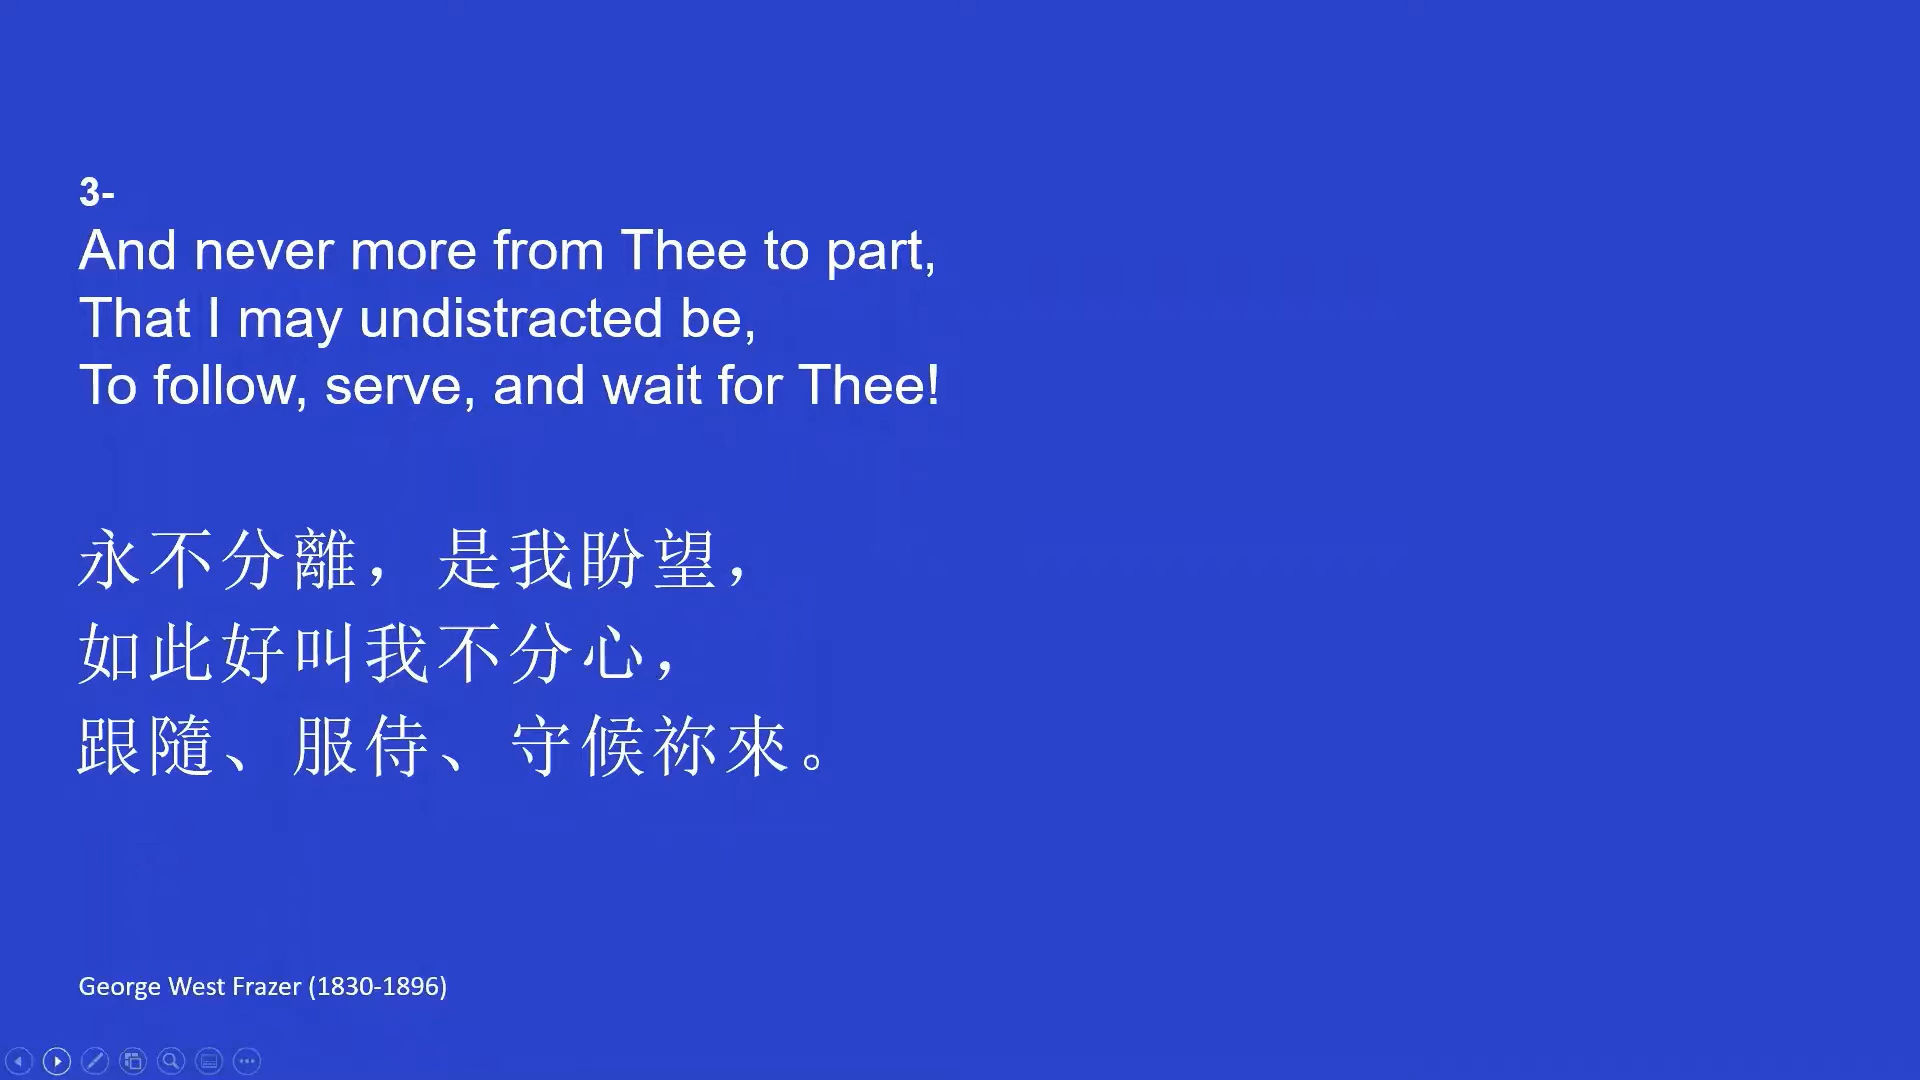 3-
And never more from Thee to part,
That I may undistracted be,
To follow, serve, and wait for Thee!
永不分離，是我盼望，
如此好叫我不分心，
跟隨、服侍、守候祢來。
George West Frazer (1830-1896)